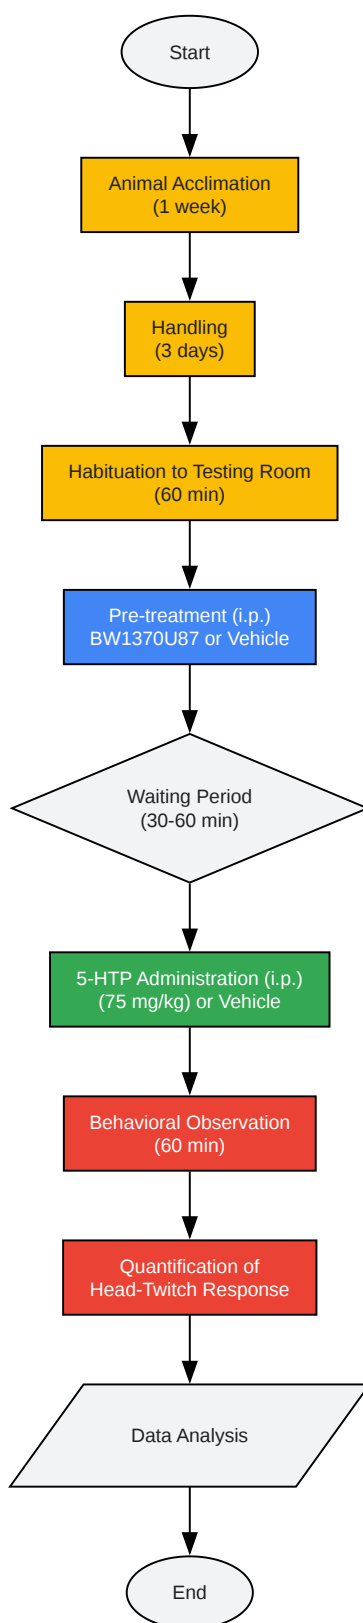 Start
Animal Acclimation
(1 week)
Handling
(3 days)
Habituation to Testing Room
(60 min)
Pre-treatment (i.p.)
BW1370U87 or Vehicle
Waiting Period
(30-60 min)
5-HTP Administration (i.p.)
(75 mg/kg) or Vehicle
Behavioral Observation
(60 min)
Quantification of
Head-Twitch Response
Data Analysis
End